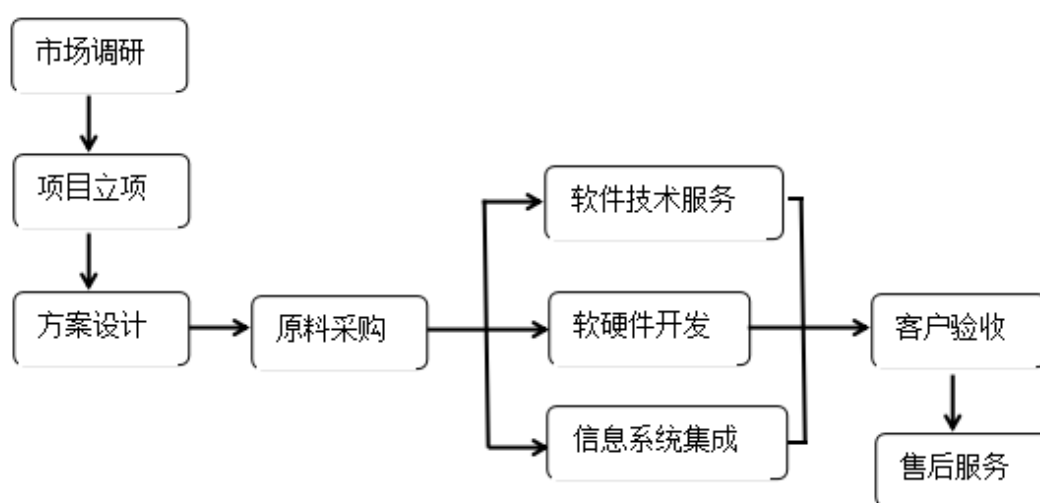 市场调研
项目立项
方案设计
原料采购
软件技术服务
软硬件开发
信息系统集成
客户验收
售后服务